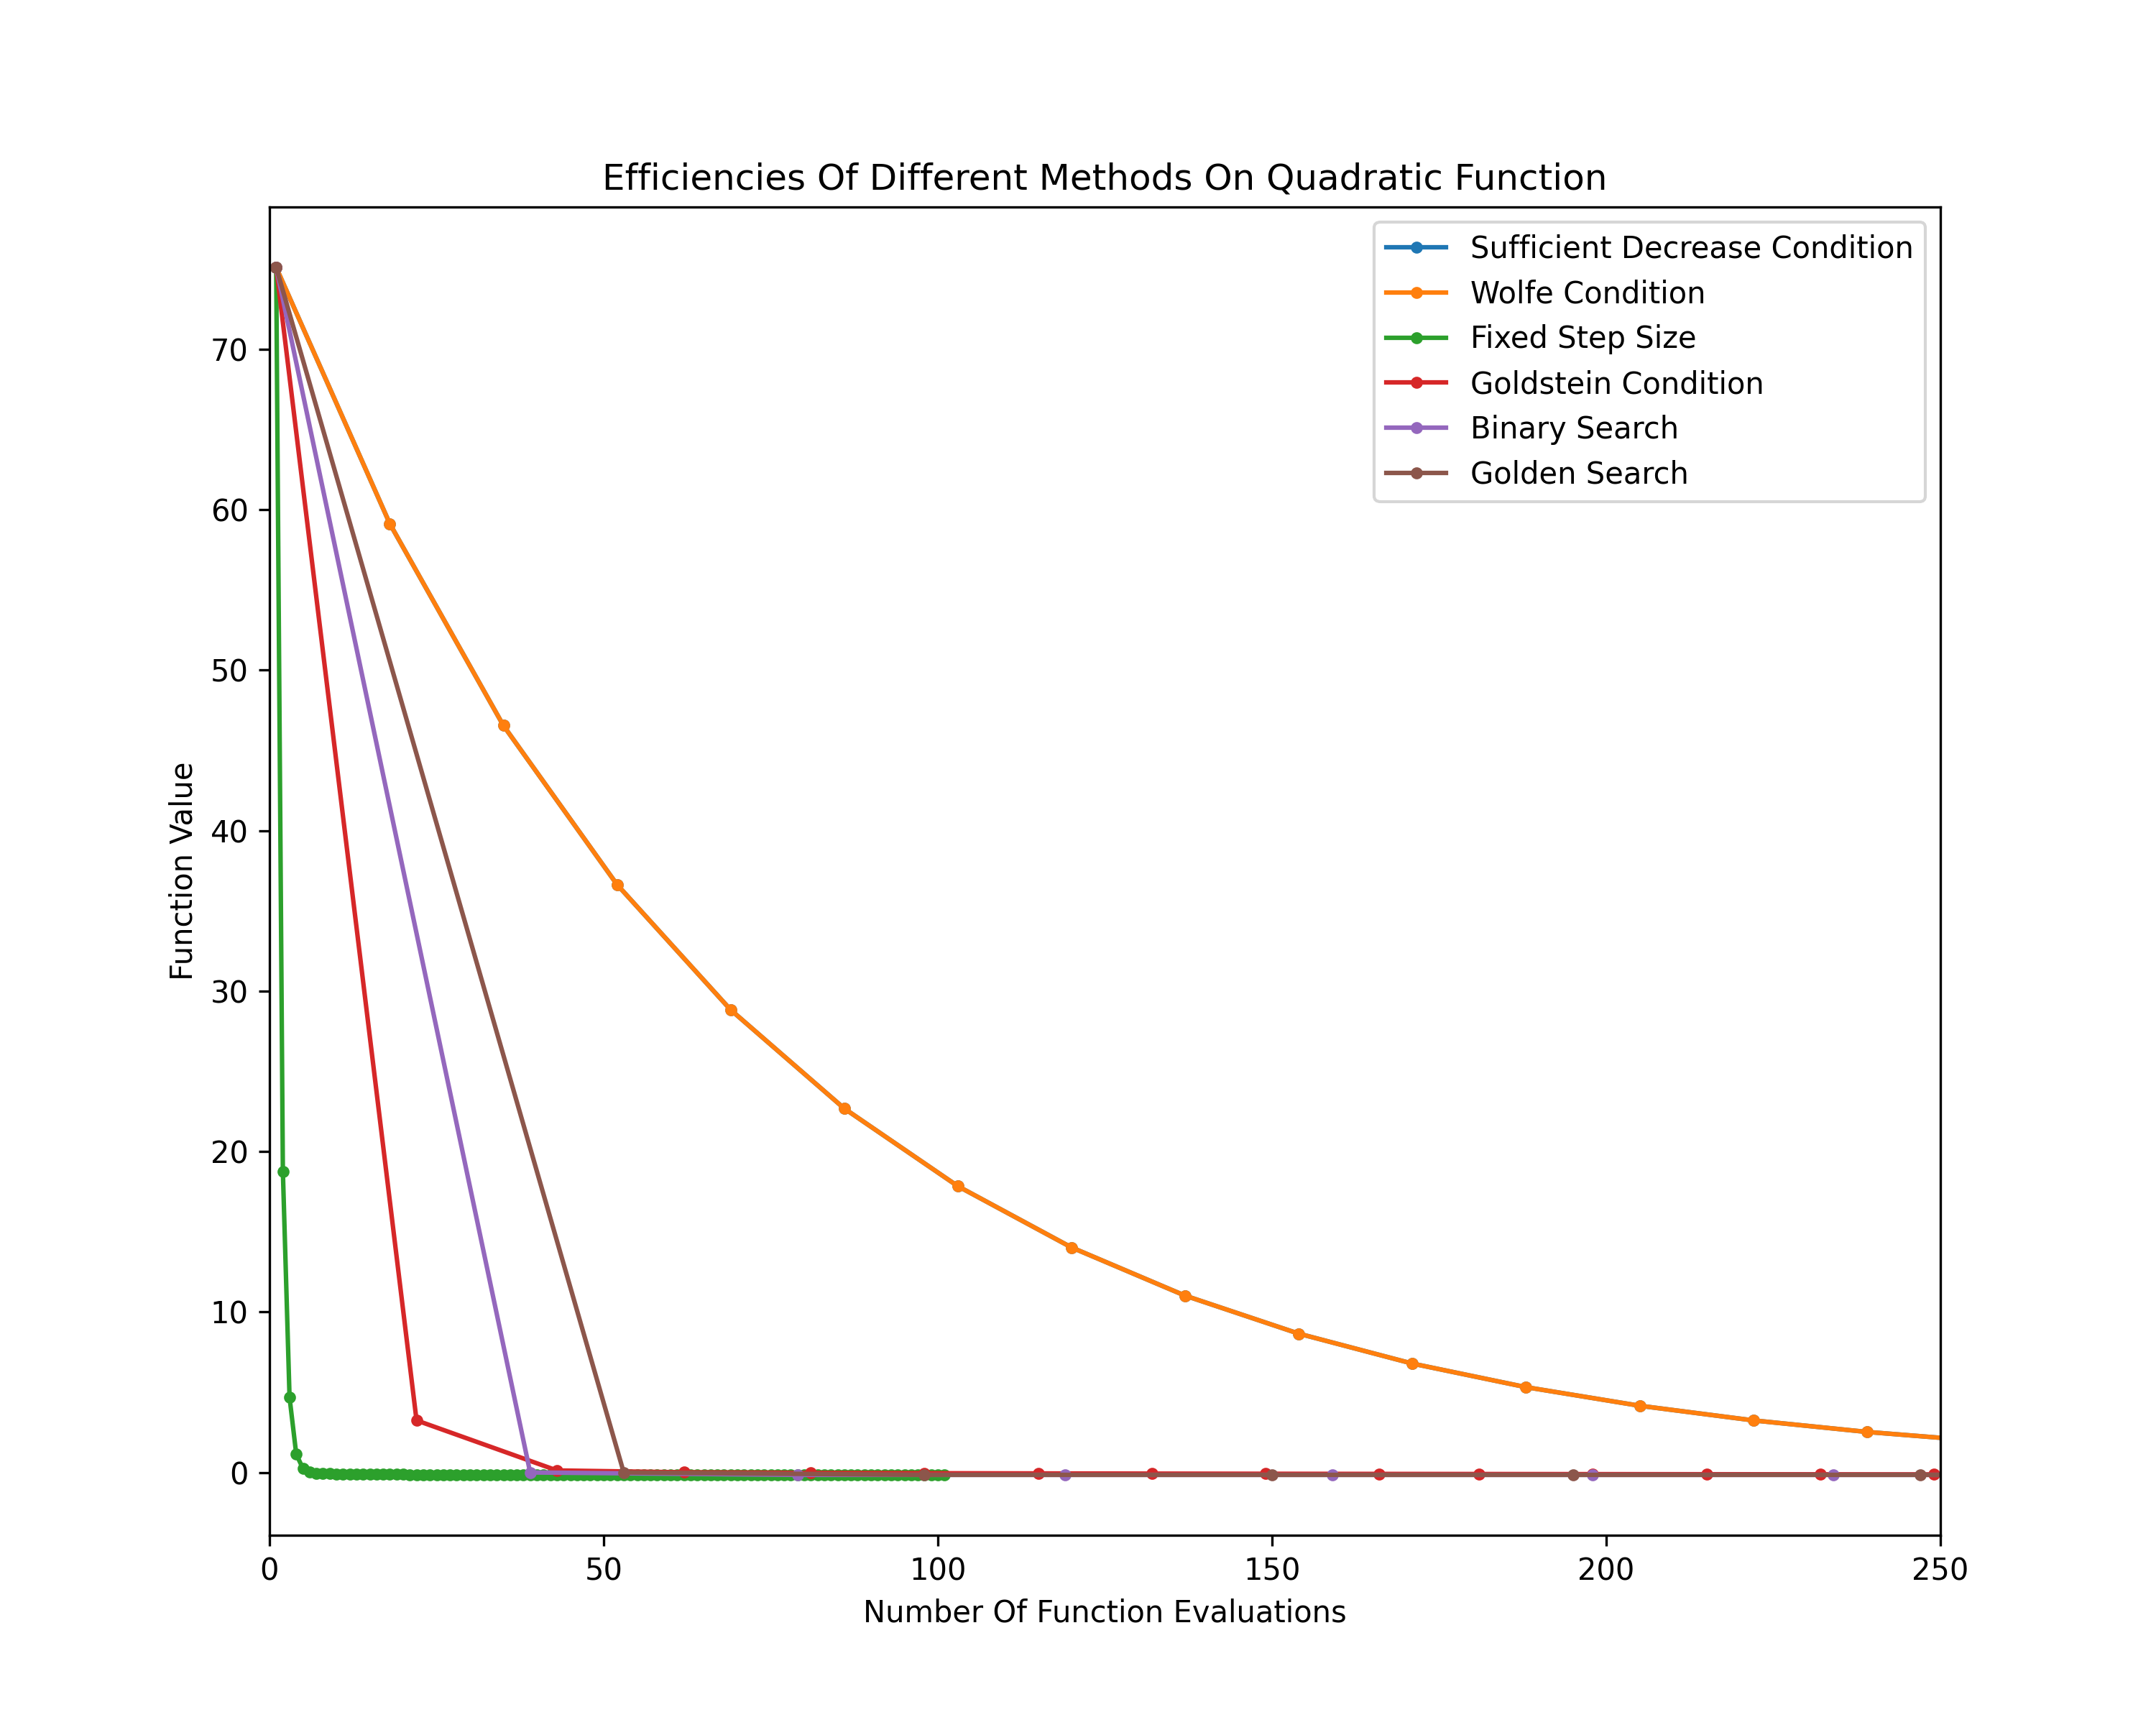 Efficiencies Of Different Methods On Quadratic Function
Sufficient Decrease Condition
Wolfe Condition
Fixed Step Size
Goldstein Condition
Binary Search
Golden Search
70
60
50
40
30
20
10
0
Function Value
0 50 100 150 200 250
Number Of Function Evaluations